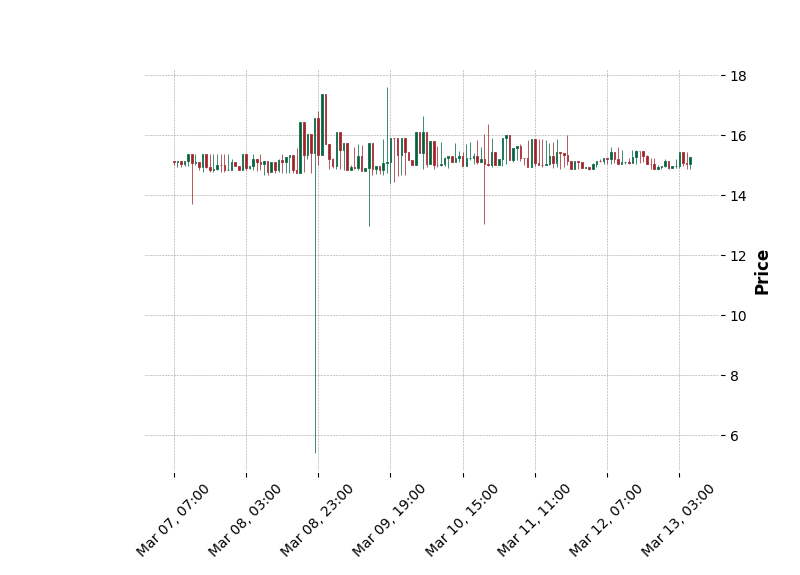 18
16
14
12
10
8
6
Price
Mar 07, 07:00
Mar 08, 03:00
Mar 08, 23:00
Mar 09, 19:00
Mar 10, 15:00
Mar 11, 11:00
Mar 12, 07:00
Mar 13, 03:00